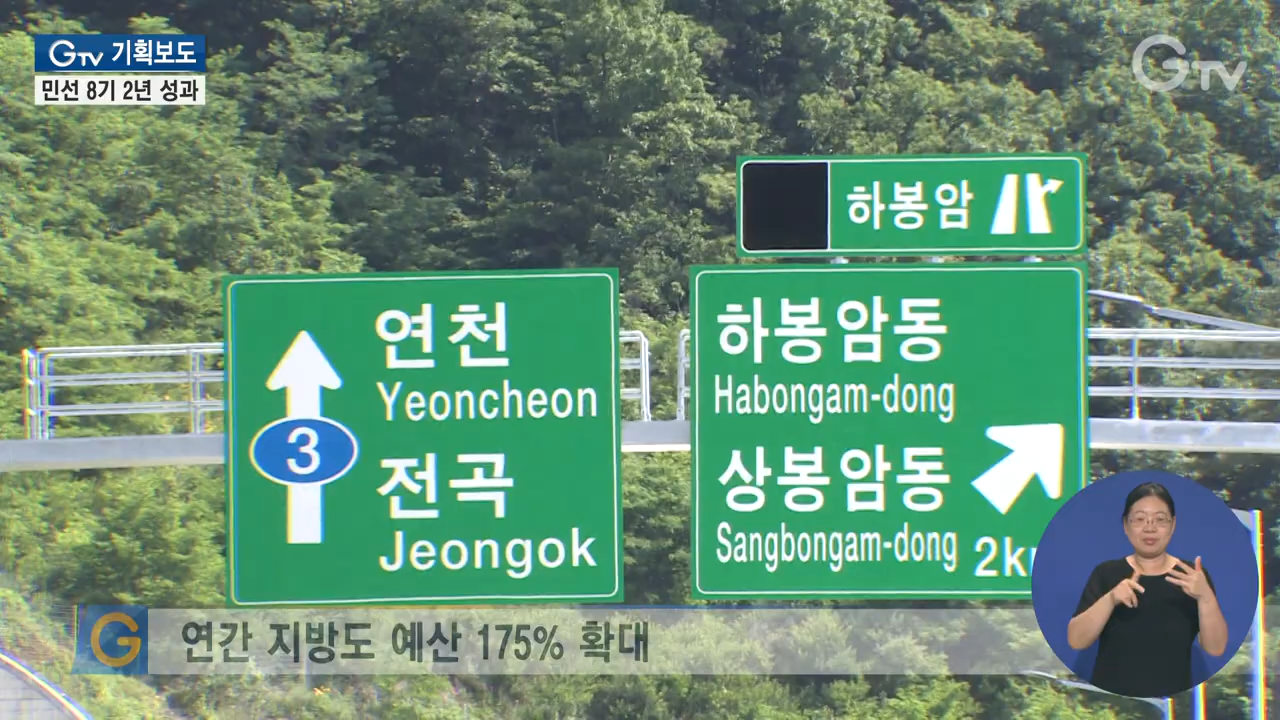 GTV 기획보도
민선 8기 2년 성과
GTV
하봉암
연천
Yeoncheon
3
전곡
Jeongok
하봉암동
Habongam-dong
상봉암동
Sangbongam-dong
2k
G 연간 지방도 예산 175% 확대